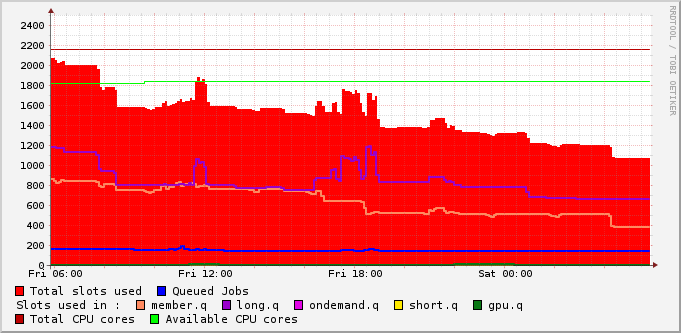 RRDTOOL / TOBI OETIKER
2400
2200
2000
1800
1600
1400
1200
1000
800
600
400
200
0
Fri 06:00 Fri 12:00 Fri 18:00 Sat 00:00
Total slots used Queued Jobs
Slots used in : member.q long.q ondemand.q short.q gpu.q
Total CPU cores Available CPU cores